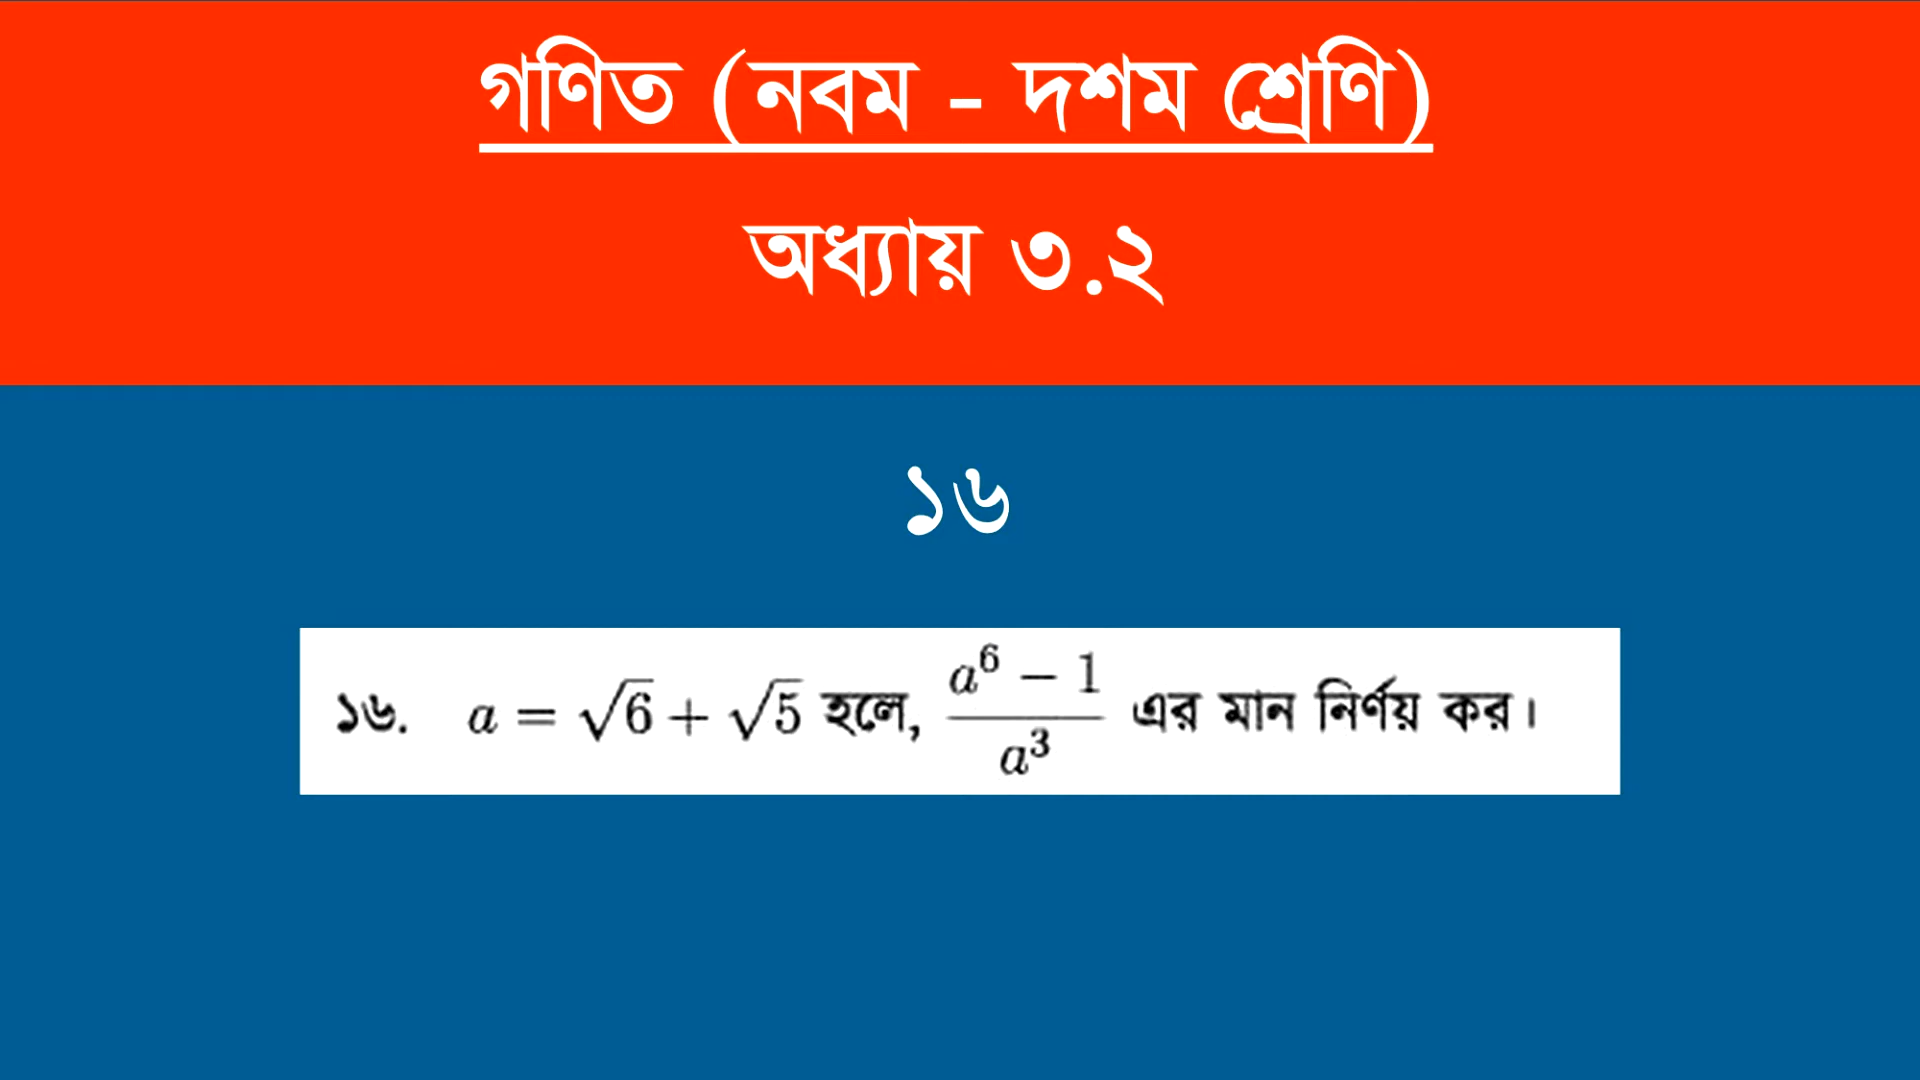 গণিত (নবম - দশম শ্রেণি)
অধ্যায় ৩.২
১৬
১৬. a = √6 + √5 হলে, (a⁶ − 1)/a³ এর মান নির্ণয় কর।